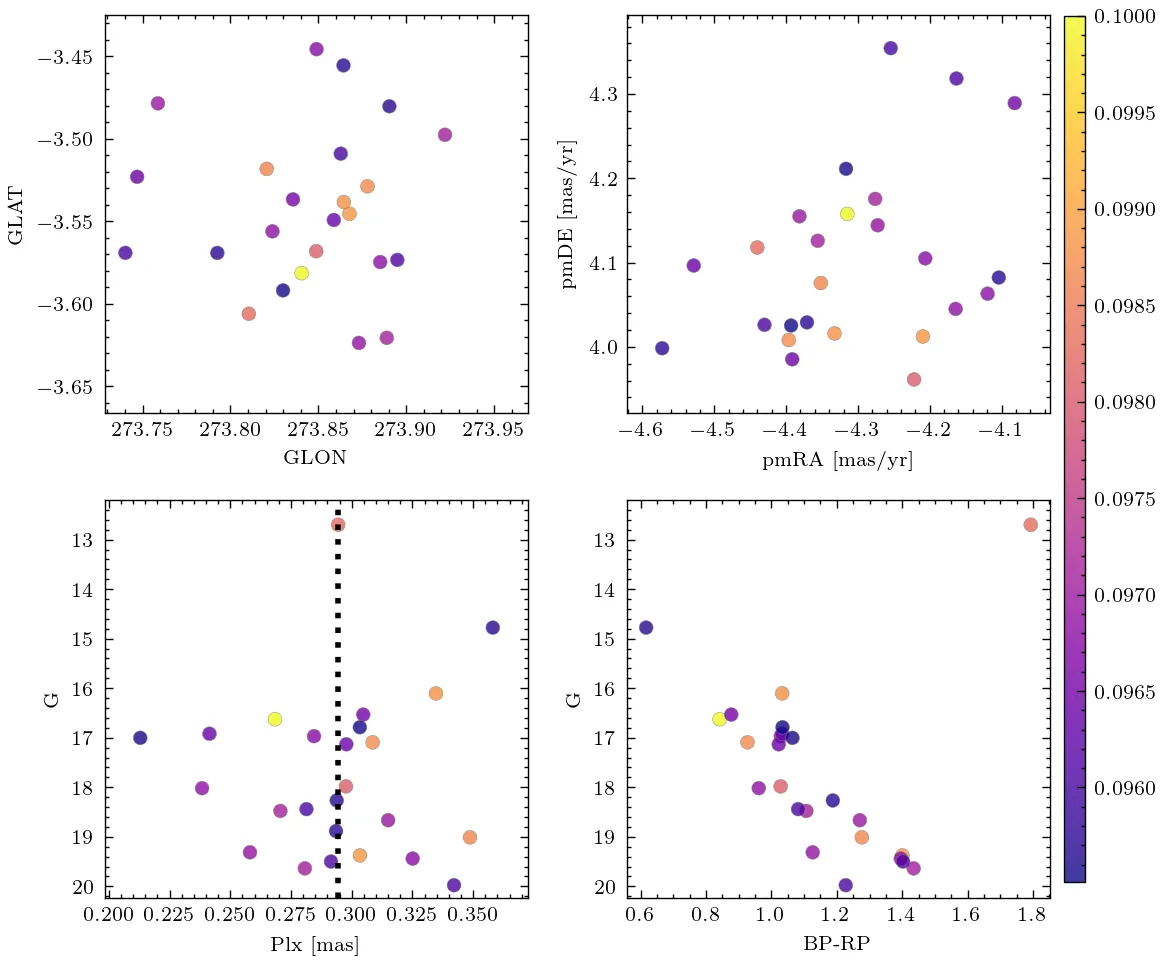 −3.45
−3.50
−3.55
−3.60
−3.65
GLAT
273.75 273.80 273.85 273.90 273.95
GLON
4.3
4.2
4.1
4.0
pmDE [mas/yr]
−4.6 −4.5 −4.4 −4.3 −4.2 −4.1
pmRA [mas/yr]
0.1000
0.0995
0.0990
0.0985
0.0980
0.0975
0.0970
0.0965
0.0960
13
14
15
16
17
18
19
20
G
0.200 0.225 0.250 0.275 0.300 0.325 0.350
Plx [mas]
13
14
15
16
17
18
19
20
G
0.6 0.8 1.0 1.2 1.4 1.6 1.8
BP-RP